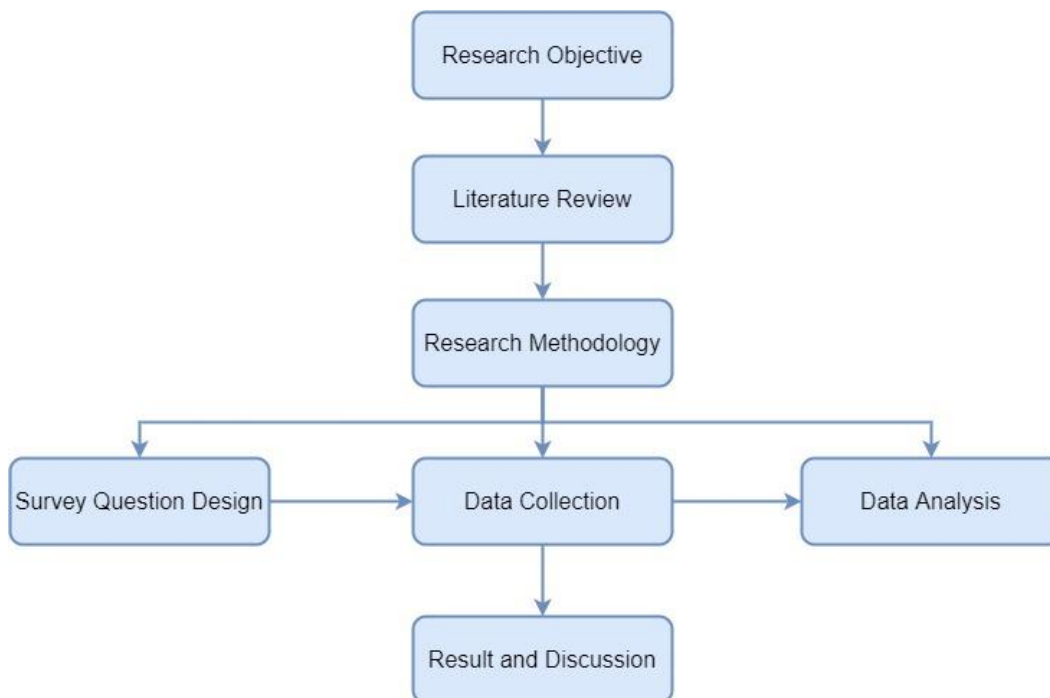 Research Objective
Literature Review
Research Methodology
Survey Question Design
Data Collection
Data Analysis
Result and Discussion